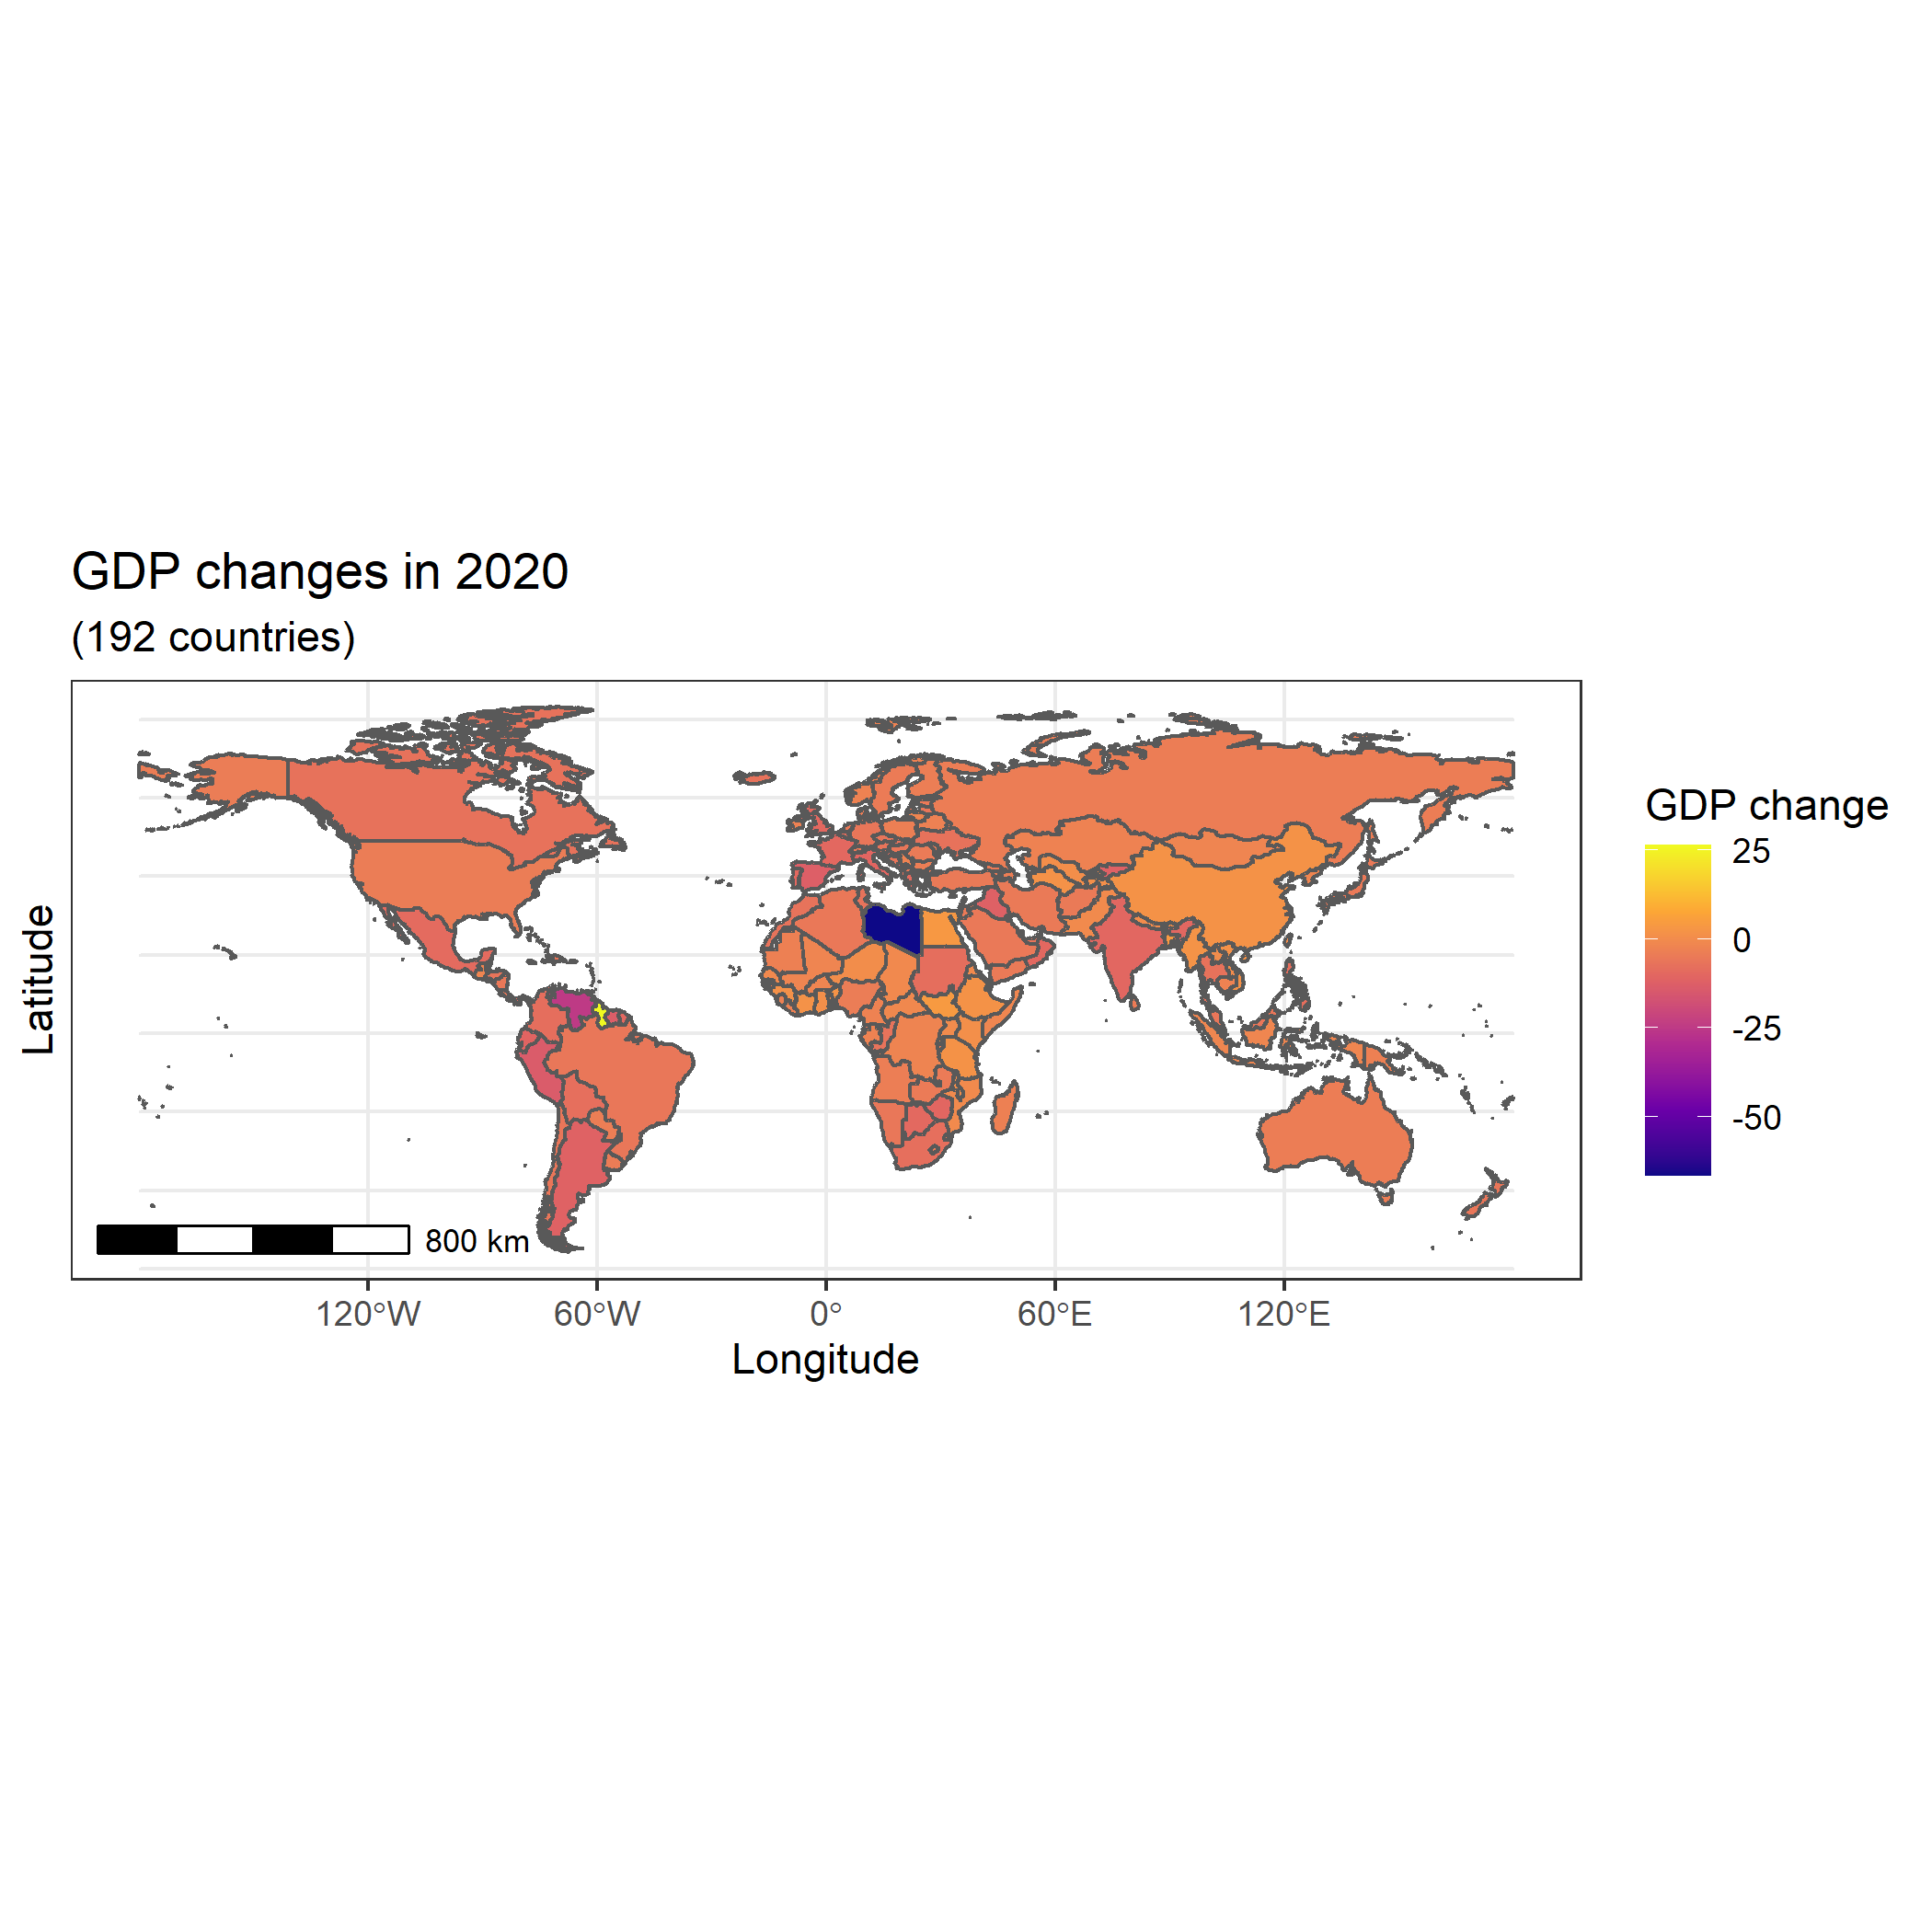 GDP changes in 2020
(192 countries)
Latitude
800 km
120°W 60°W 0° 60°E 120°E
Longitude
GDP change
25
0
-25
-50